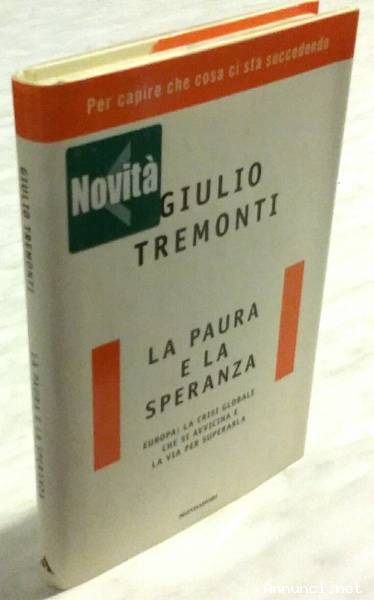 Per capire che cosa ci sta succedendo
Novità
GIULIO
TREMONTI
LA PAURA
E LA
SPERANZA
EUROPA: LA CRISI GLOBALE
CHE SI AVVICINA E
LA VIA PER SUPERARLA
MONDADORI
GIULIO TREMONTI LA PAURA E LA SPERANZA
Annunci.net